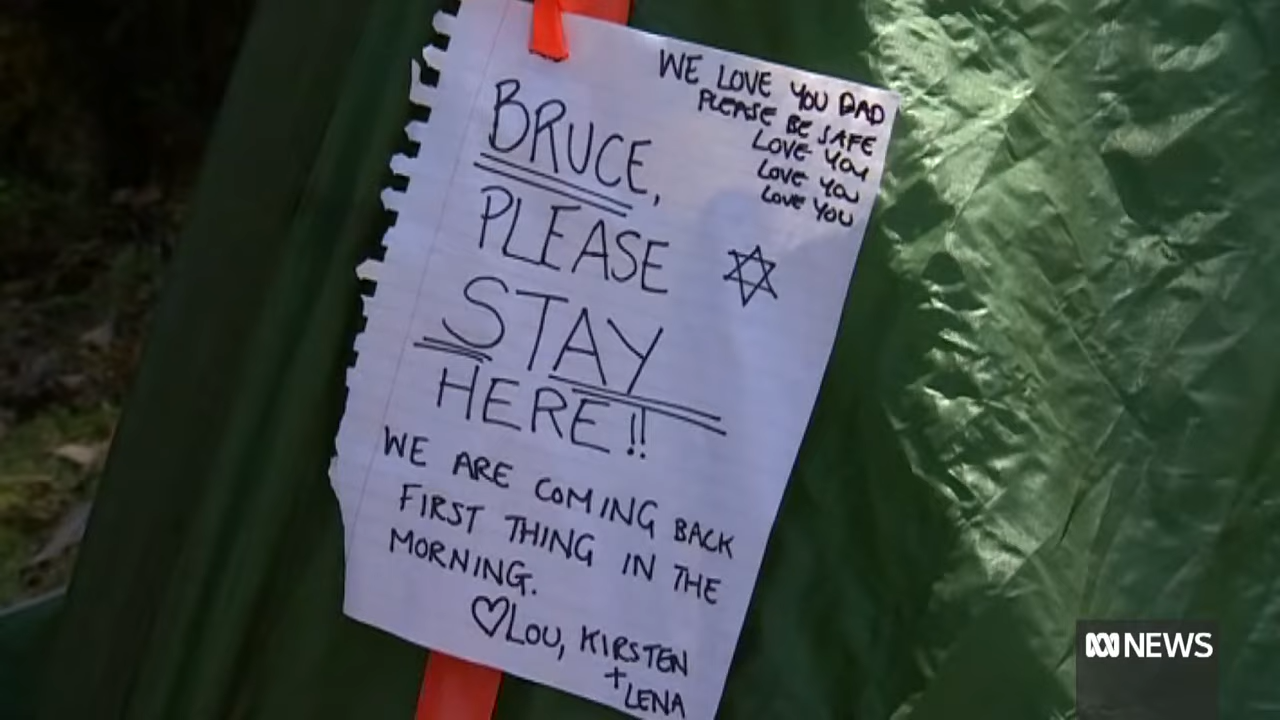 WE LOVE YOU DAD
PLEASE BE SAFE
LOVE YOU
LOVE YOU
LOVE YOU
BRUCE,
PLEASE
STAY
HERE!!
WE ARE COMING BACK
FIRST THING IN THE
MORNING.
♡LOU, KIRSTEN
+ LENA
NEWS